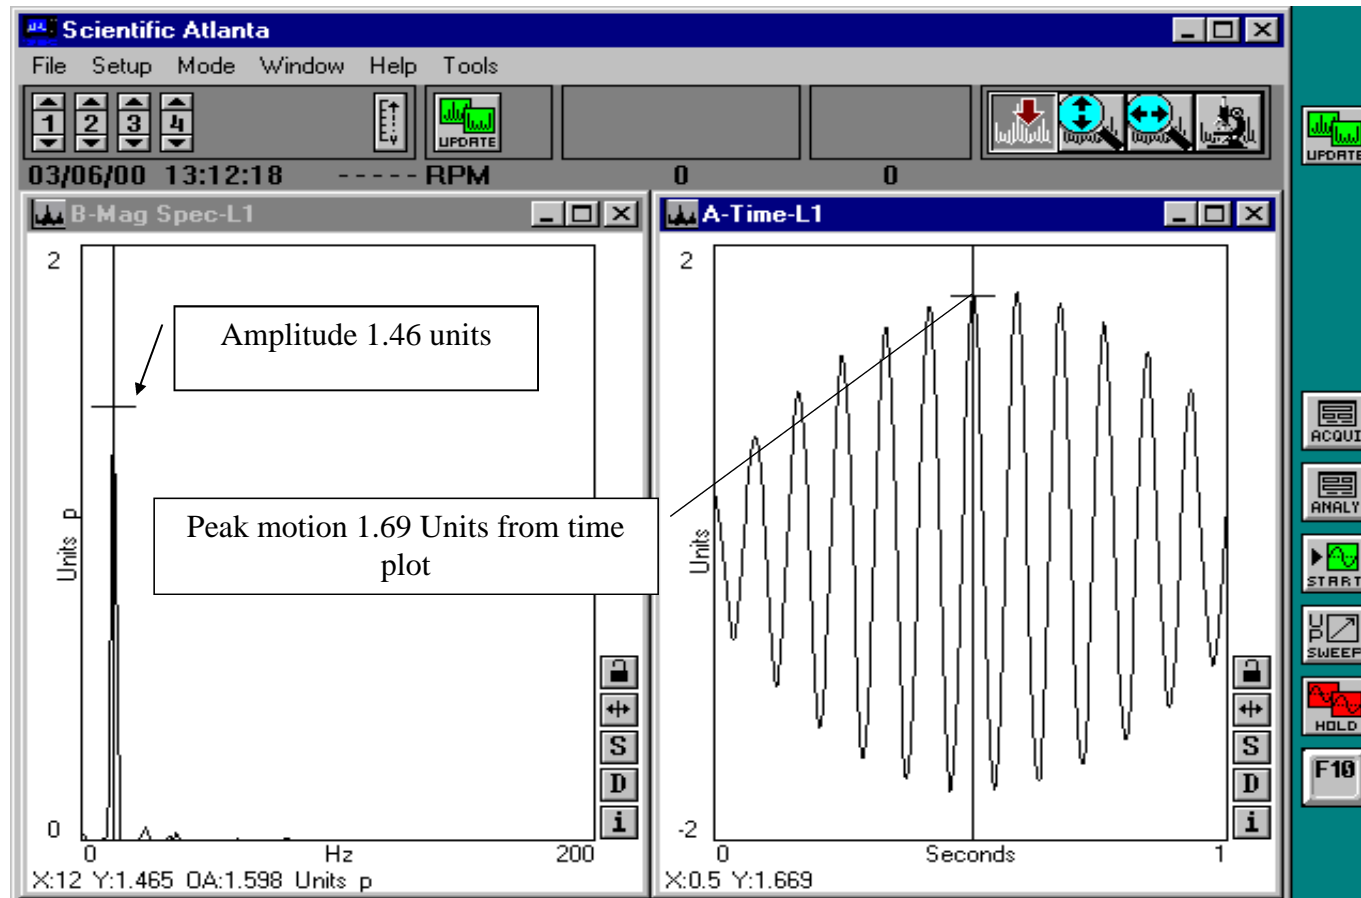 Scientific Atlanta
File Setup Mode Window Help Tools
1 2 3 4
UPDATE
03/06/00 13:12:18 ----- RPM 0 0
UPDATE
B-Mag Spec-L1
2
Amplitude 1.46 units
Peak motion 1.69 Units from time
plot
Units p
0
0 Hz 200
X:12 Y:1.465 OA:1.598 Units p
S
D
i
A-Time-L1
2
Units
-2
0 Seconds 1
X:0.5 Y:1.669
S
D
i
ACQUI
ANALY
START
UP
SWEEP
HOLD
F10